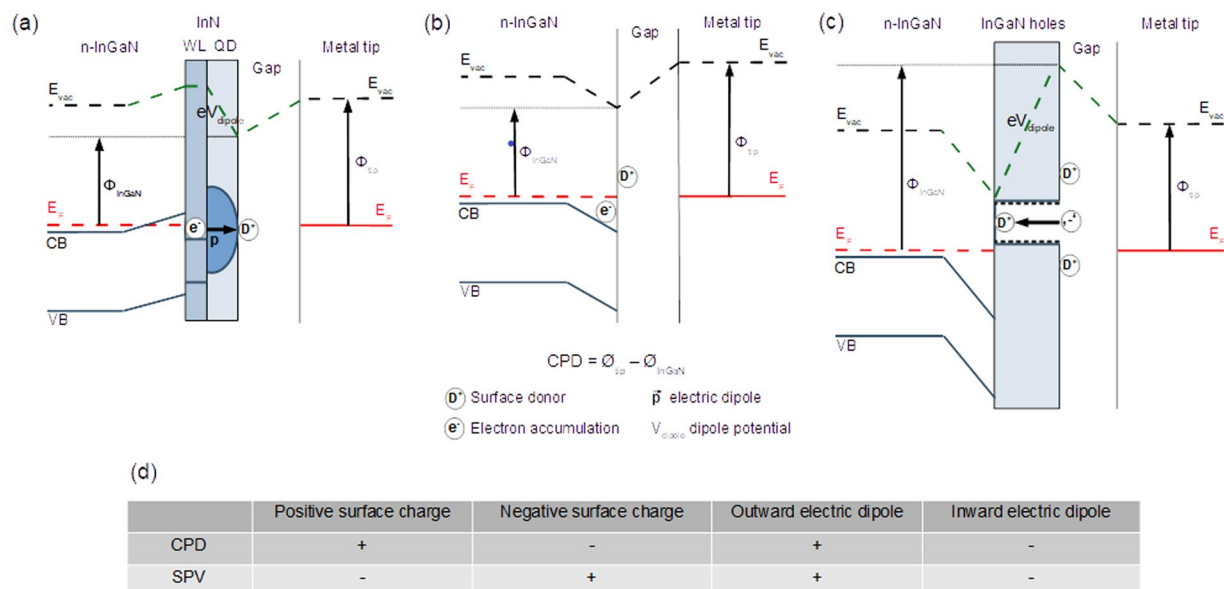 (a)
InN
n-InGaN WL QD Gap Metal tip
E_vac E_vac
eV_dipole
Φ_InGaN Φ_tip
E_F E_F
e⁻ p D⁺
CB
VB
(b)
n-InGaN Gap Metal tip
E_vac E_vac
Φ_InGaN Φ_tip
D⁺
E_F E_F
CB e⁻
VB
(c)
n-InGaN InGaN holes Metal tip
Gap
E_vac E_vac
eV_dipole
Φ_InGaN Φ_tip
D⁺
D⁺
E_F E_F
CB D⁺
VB
CPD = Ø_tip – Ø_InGaN
D⁺ Surface donor p electric dipole
e⁻ Electron accumulation V_dipole dipole potential
(d)
Positive surface charge Negative surface charge Outward electric dipole Inward electric dipole
CPD + - + -
SPV - + + -